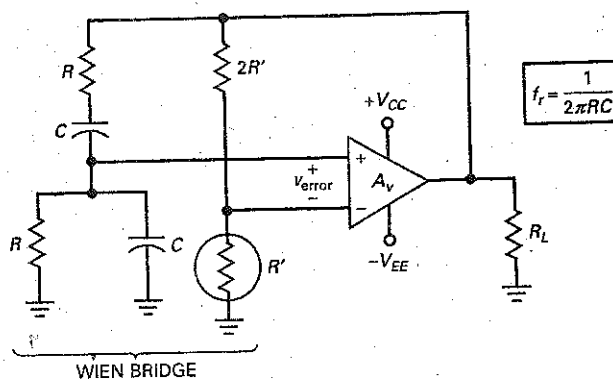 R
2R'
+V_CC
f_r = 1/(2πRC)
C
+
v_error
−
+
A_v
−
R
C
R'
−V_EE
R_L
WIEN BRIDGE